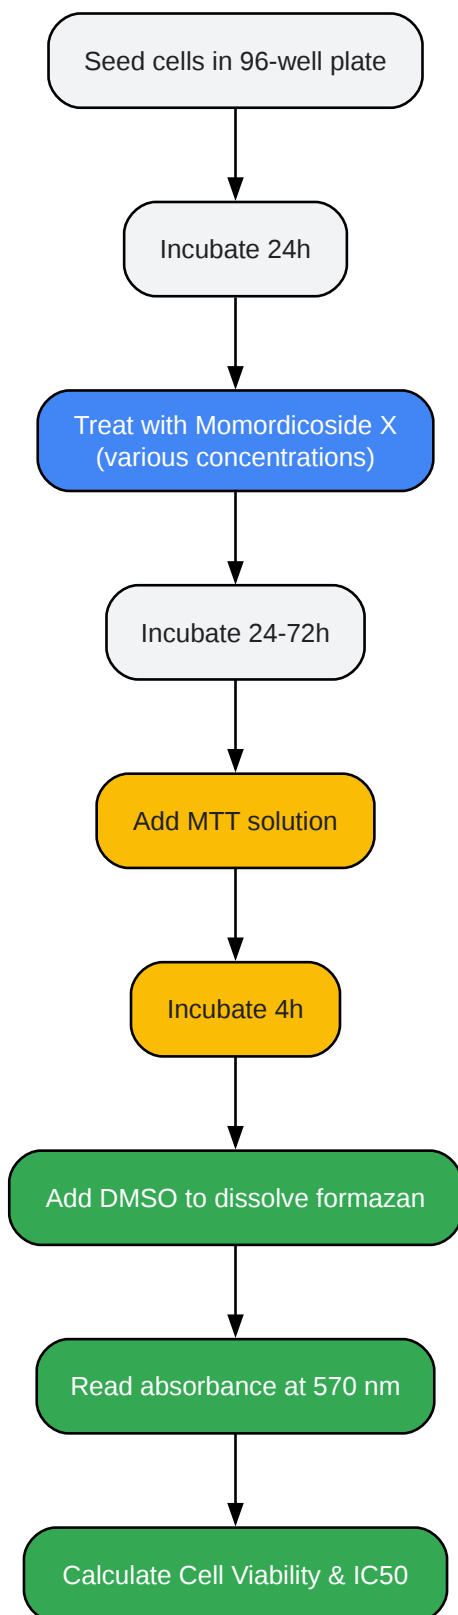 Seed cells in 96-well plate
Incubate 24h
Treat with Momordicoside X
(various concentrations)
Incubate 24-72h
Add MTT solution
Incubate 4h
Add DMSO to dissolve formazan
Read absorbance at 570 nm
Calculate Cell Viability & IC50